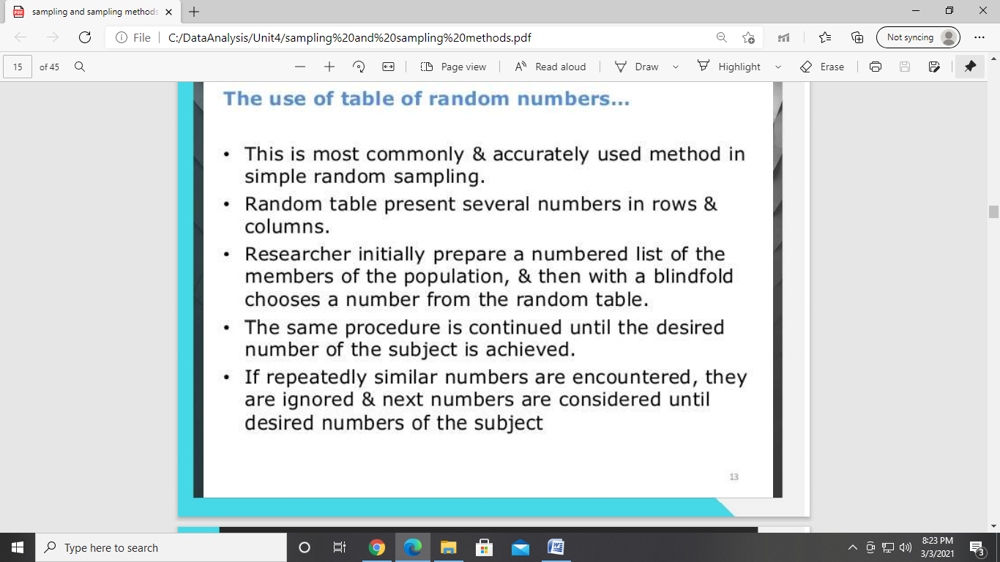 sampling and sampling methods
File
C:/DataAnalysis/Unit4/sampling%20and%20sampling%20methods.pdf
Not syncing
15 of 45
Page view
Read aloud
Draw
Highlight
Erase
The use of table of random numbers...
• This is most commonly & accurately used method in
simple random sampling.
• Random table present several numbers in rows &
columns.
• Researcher initially prepare a numbered list of the
members of the population, & then with a blindfold
chooses a number from the random table.
• The same procedure is continued until the desired
number of the subject is achieved.
• If repeatedly similar numbers are encountered, they
are ignored & next numbers are considered until
desired numbers of the subject
13
Type here to search
8:23 PM
3/3/2021
3